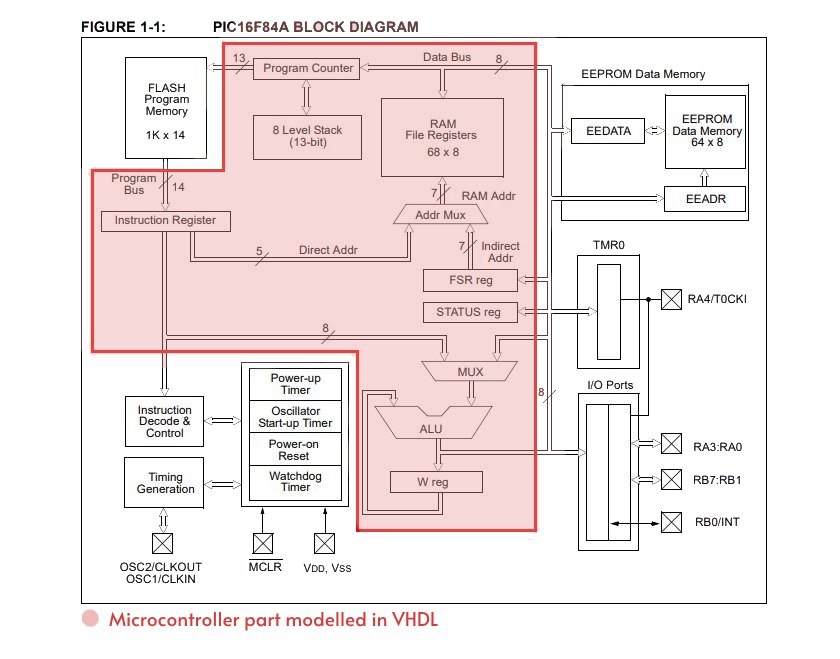 FIGURE 1-1: PIC16F84A BLOCK DIAGRAM
13
Program Counter
Data Bus
8
FLASH
Program
Memory
1K x 14
8 Level Stack
(13-bit)
RAM
File Registers
68 x 8
EEPROM Data Memory
EEDATA
EEPROM
Data Memory
64 x 8
EEADR
Program
Bus
14
7
RAM Addr
Instruction Register
Addr Mux
5
Direct Addr
7
Indirect
Addr
FSR reg
STATUS reg
TMR0
RA4/T0CKI
8
MUX
8
I/O Ports
Power-up
Timer
Oscillator
Start-up Timer
Power-on
Reset
Watchdog
Timer
Instruction
Decode &
Control
ALU
Timing
Generation
W reg
RA3:RA0
RB7:RB1
RB0/INT
OSC2/CLKOUT
OSC1/CLKIN
MCLR
VDD, VSS
Microcontroller part modelled in VHDL